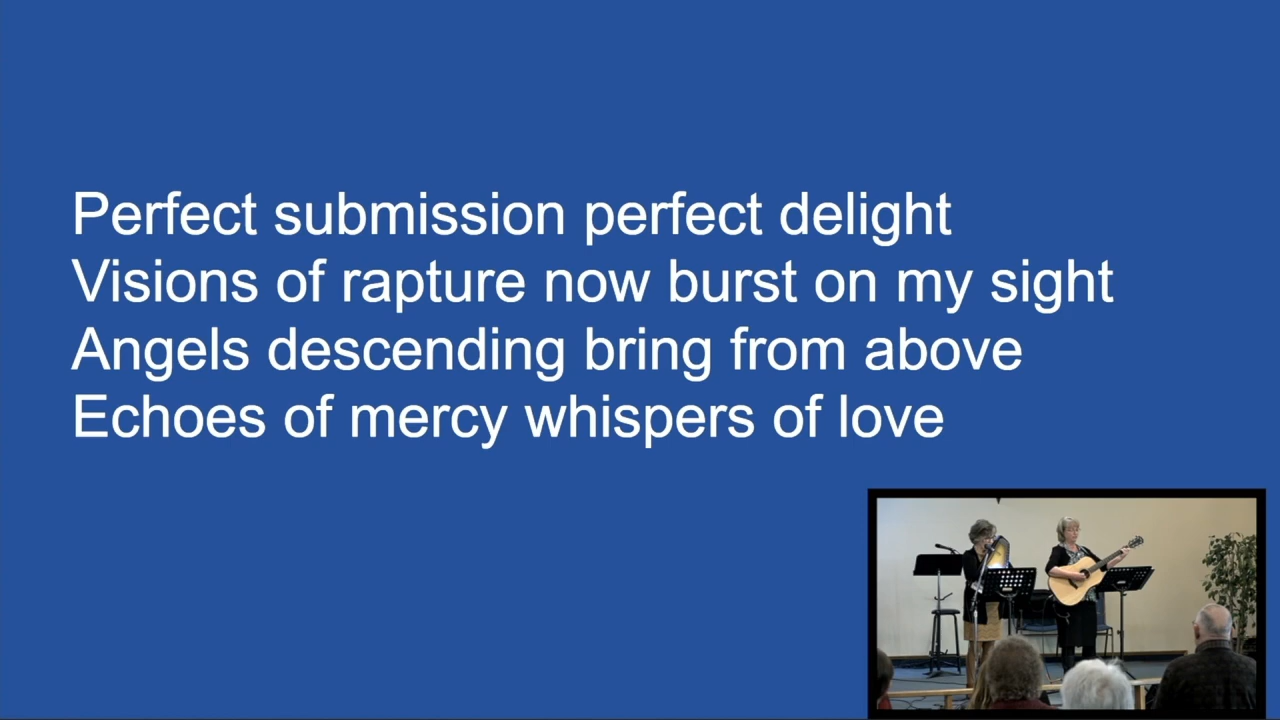 Perfect submission perfect delight
Visions of rapture now burst on my sight
Angels descending bring from above
Echoes of mercy whispers of love